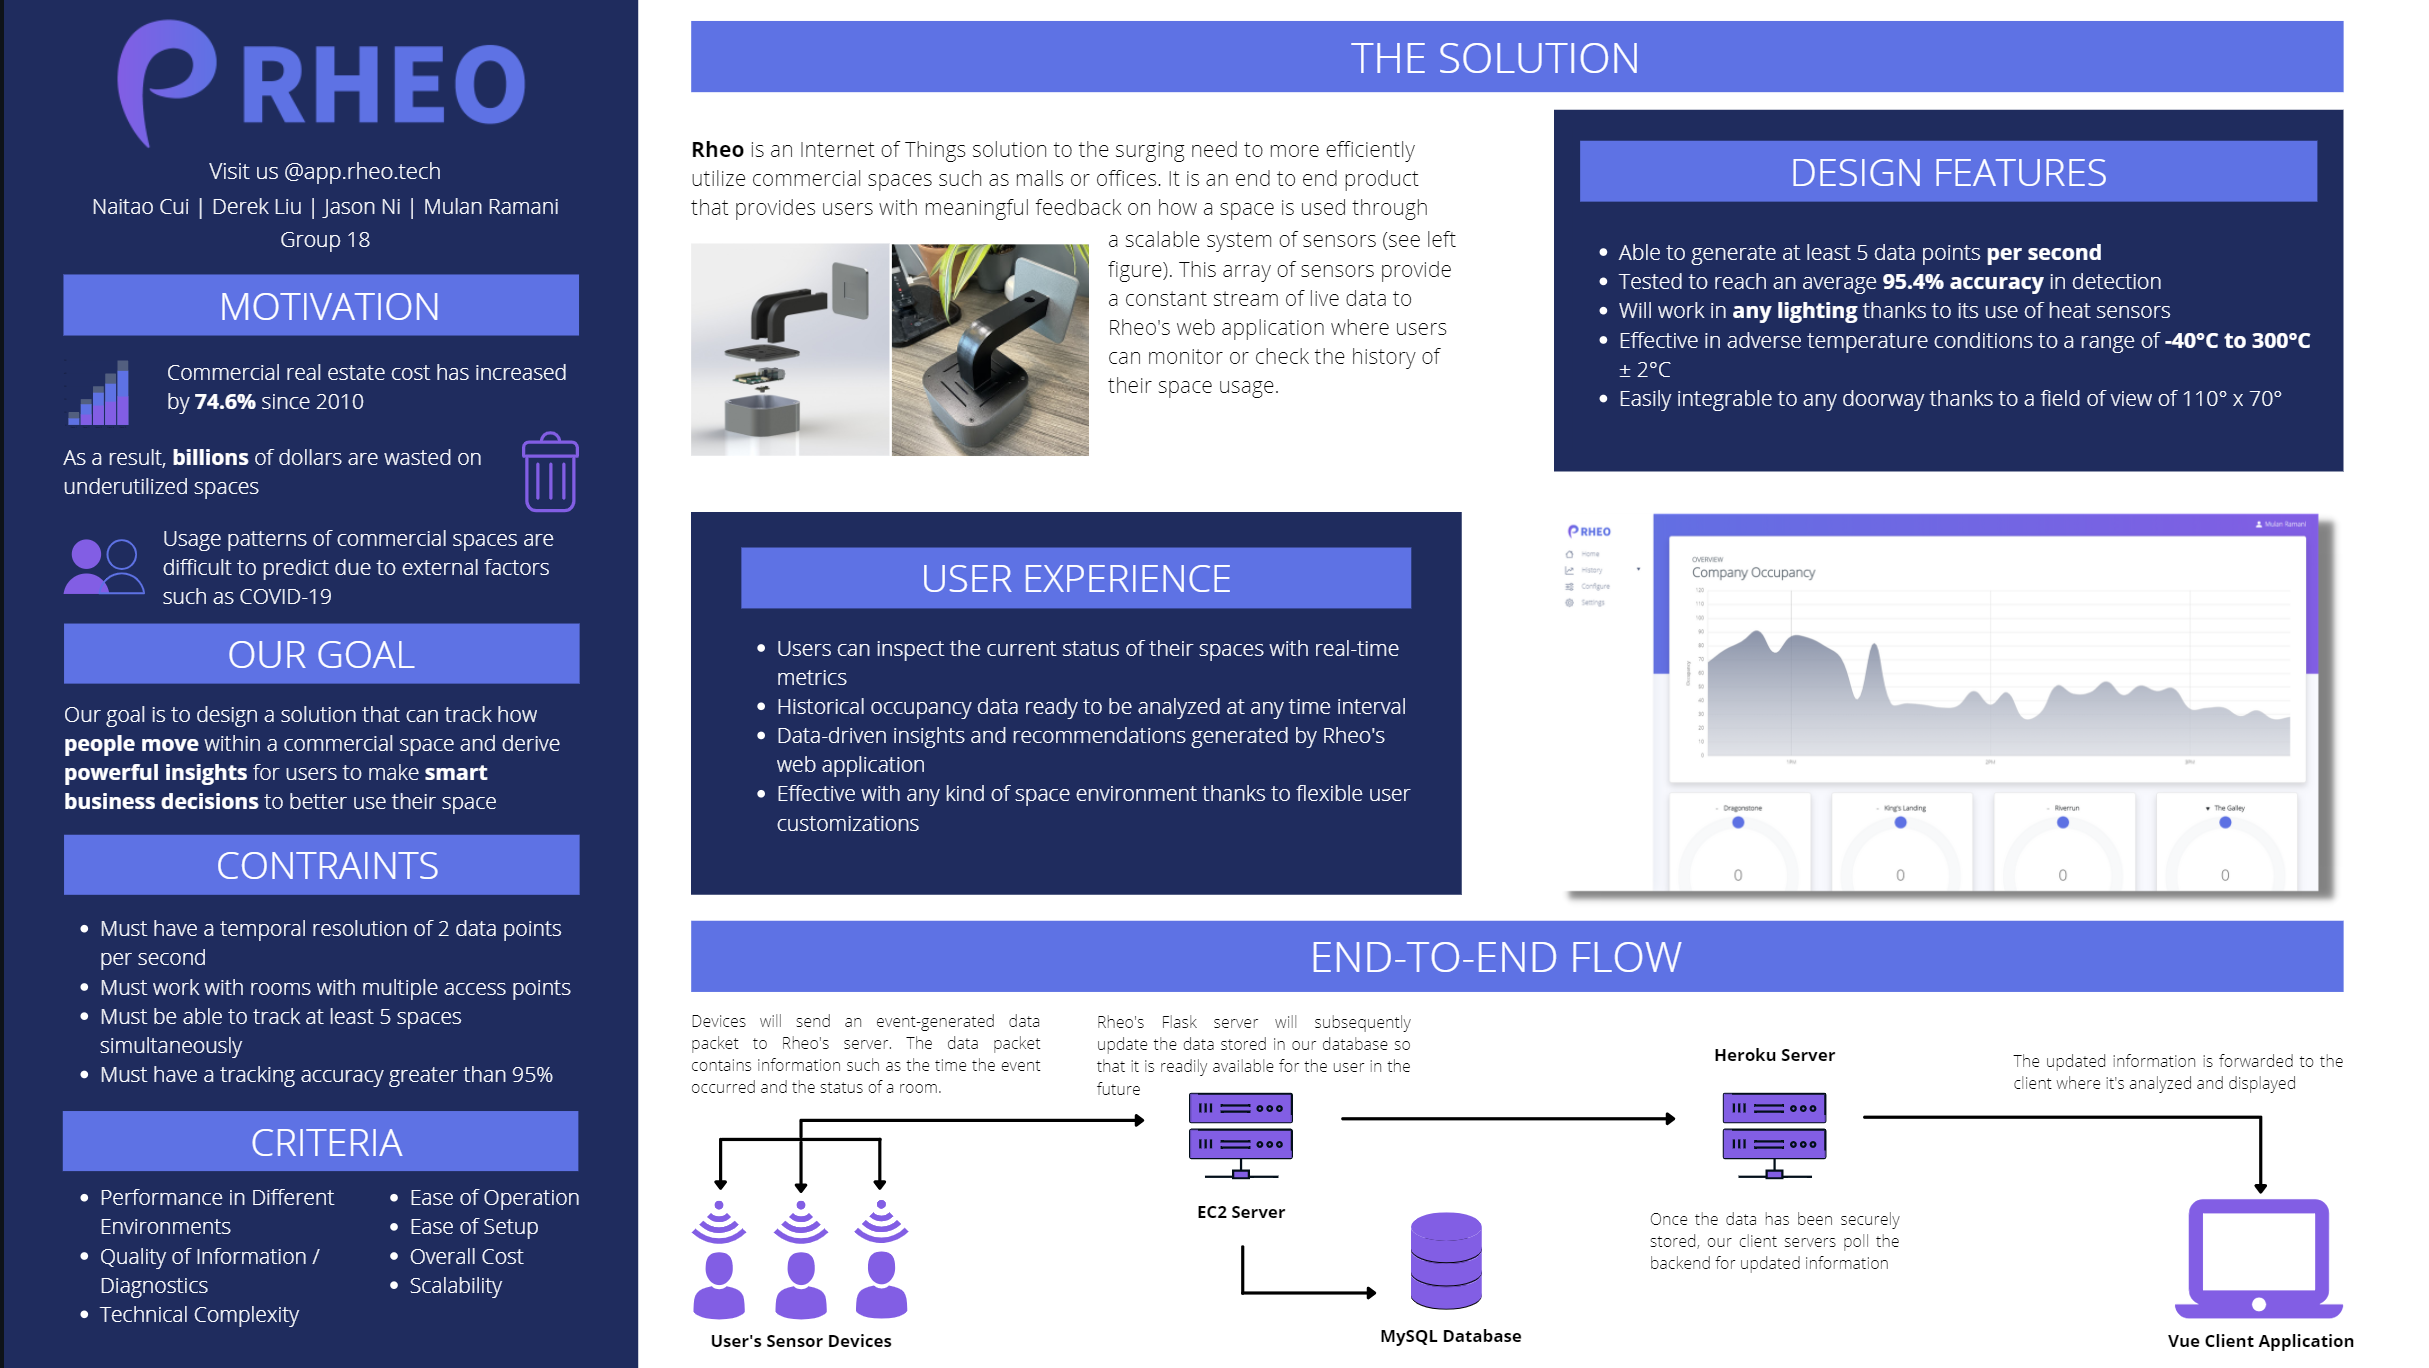 RHEO
Visit us @app.rheo.tech
Naitao Cui | Derek Liu | Jason Ni | Mulan Ramani
Group 18
MOTIVATION
Commercial real estate cost has increased
by 74.6% since 2010
As a result, billions of dollars are wasted on
underutilized spaces
Usage patterns of commercial spaces are
difficult to predict due to external factors
such as COVID-19
OUR GOAL
Our goal is to design a solution that can track how
people move within a commercial space and derive
powerful insights for users to make smart
business decisions to better use their space
CONTRAINTS
• Must have a temporal resolution of 2 data points
per second
• Must work with rooms with multiple access points
• Must be able to track at least 5 spaces
simultaneously
• Must have a tracking accuracy greater than 95%
CRITERIA
• Performance in Different
Environments
• Quality of Information /
Diagnostics
• Technical Complexity
• Ease of Operation
• Ease of Setup
• Overall Cost
• Scalability
THE SOLUTION
Rheo is an Internet of Things solution to the surging need to more efficiently
utilize commercial spaces such as malls or offices. It is an end to end product
that provides users with meaningful feedback on how a space is used through
a scalable system of sensors (see left
figure). This array of sensors provide
a constant stream of live data to
Rheo's web application where users
can monitor or check the history of
their space usage.
DESIGN FEATURES
• Able to generate at least 5 data points per second
• Tested to reach an average 95.4% accuracy in detection
• Will work in any lighting thanks to its use of heat sensors
• Effective in adverse temperature conditions to a range of -40°C to 300°C
± 2°C
• Easily integrable to any doorway thanks to a field of view of 110° x 70°
USER EXPERIENCE
• Users can inspect the current status of their spaces with real-time
metrics
• Historical occupancy data ready to be analyzed at any time interval
• Data-driven insights and recommendations generated by Rheo's
web application
• Effective with any kind of space environment thanks to flexible user
customizations
RHEO
Home
History
Configure
Settings
Mulan Ramani
OVERVIEW
Company Occupancy
120
110
100
90
80
70
60
50
40
30
20
10
0
Occupancy
1PM
2PM
3PM
Dragonstone
King's Landing
Riverrun
The Galley
0
0
0
0
END-TO-END FLOW
Devices will send an event-generated data
packet to Rheo's server. The data packet
contains information such as the time the event
occurred and the status of a room.
Rheo's Flask server will subsequently
update the data stored in our database so
that it is readily available for the user in the
future
Heroku Server
The updated information is forwarded to the
client where it's analyzed and displayed
EC2 Server
Once the data has been securely
stored, our client servers poll the
backend for updated information
User's Sensor Devices
MySQL Database
Vue Client Application